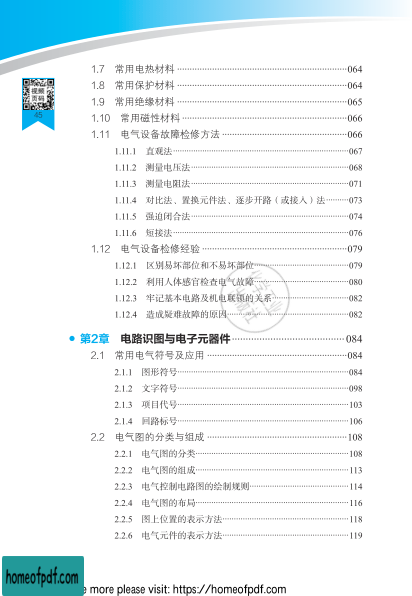 1.7 常用电热材料 064
1.8 常用保护材料 064
1.9 常用绝缘材料 065
1.10 常用磁性材料 066
1.11 电气设备故障检修方法 066
视频
页码
45
1.11.1 直观法 067
1.11.2 测量电压法 068
1.11.3 测量电阻法 071
1.11.4 对比法、置换元件法、逐步开路（或接入）法 073
1.11.5 强迫闭合法 074
1.11.6 短接法 076
1.12 电气设备检修经验 079
1.12.1 区别易坏部位和不易坏部位 079
1.12.2 利用人体感官检查电气故障 080
1.12.3 牢记基本电路及机电联锁的关系 082
1.12.4 造成疑难故障的原因 082
第2章 电路识图与电子元器件 084
2.1 常用电气符号及应用 084
2.1.1 图形符号 084
2.1.2 文字符号 098
2.1.3 项目代号 103
2.1.4 回路标号 106
2.2 电气图的分类与组成 108
2.2.1 电气图的分类 108
2.2.2 电气图的组成 113
2.2.3 电气控制电路图的绘制规则 114
2.2.4 电气图的布局 116
2.2.5 图上位置的表示方法 118
2.2.6 电气元件的表示方法 119
homeofpdf.com
e more please visit: https://homeofpdf.com